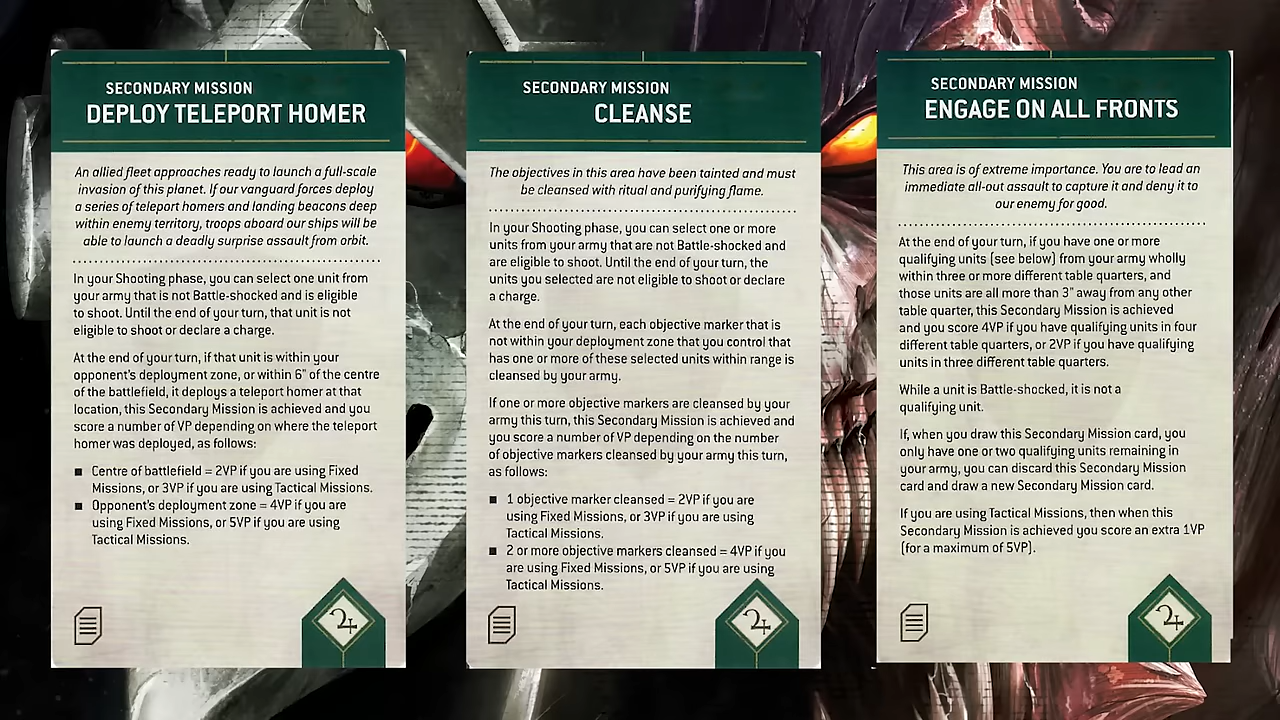 SECONDARY MISSION
DEPLOY TELEPORT HOMER
An allied fleet approaches ready to launch a full-scale
invasion of this planet. If our vanguard forces deploy
a series of teleport homers and landing beacons deep
within enemy territory, troops aboard our ships will be
able to launch a deadly surprise assault from orbit.
In your Shooting phase, you can select one unit from
your army that is not Battle-shocked and is eligible
to shoot. Until the end of your turn, that unit is not
eligible to shoot or declare a charge.
At the end of your turn, if that unit is within your
opponent's deployment zone, or within 6" of the centre
of the battlefield, it deploys a teleport homer at that
location, this Secondary Mission is achieved and you
score a number of VP depending on where the teleport
homer was deployed, as follows:
■ Centre of battlefield = 2VP if you are using Fixed
Missions, or 3VP if you are using Tactical Missions.
■ Opponent's deployment zone = 4VP if you are
using Fixed Missions, or 5VP if you are using
Tactical Missions.
SECONDARY MISSION
CLEANSE
The objectives in this area have been tainted and must
be cleansed with ritual and purifying flame.
In your Shooting phase, you can select one or more
units from your army that are not Battle-shocked and
are eligible to shoot. Until the end of your turn, the
units you selected are not eligible to shoot or declare
a charge.
At the end of your turn, each objective marker that is
not within your deployment zone that you control that
has one or more of these selected units within range is
cleansed by your army.
If one or more objective markers are cleansed by your
army this turn, this Secondary Mission is achieved and
you score a number of VP depending on the number
of objective markers cleansed by your army this turn,
as follows:
■ 1 objective marker cleansed = 2VP if you are
using Fixed Missions, or 3VP if you are using
Tactical Missions.
■ 2 or more objective markers cleansed = 4VP if you
are using Fixed Missions, or 5VP if you are using
Tactical Missions.
SECONDARY MISSION
ENGAGE ON ALL FRONTS
This area is of extreme importance. You are to lead an
immediate all-out assault to capture it and deny it to
our enemy for good.
At the end of your turn, if you have one or more
qualifying units (see below) from your army wholly
within three or more different table quarters, and
those units are all more than 3" away from any other
table quarter, this Secondary Mission is achieved
and you score 4VP if you have qualifying units in four
different table quarters, or 2VP if you have qualifying
units in three different table quarters.
While a unit is Battle-shocked, it is not a
qualifying unit.
If, when you draw this Secondary Mission card, you
only have one or two qualifying units remaining in
your army, you can discard this Secondary Mission
card and draw a new Secondary Mission card.
If you are using Tactical Missions, then when this
Secondary Mission is achieved you score an extra 1VP
(for a maximum of 5VP).